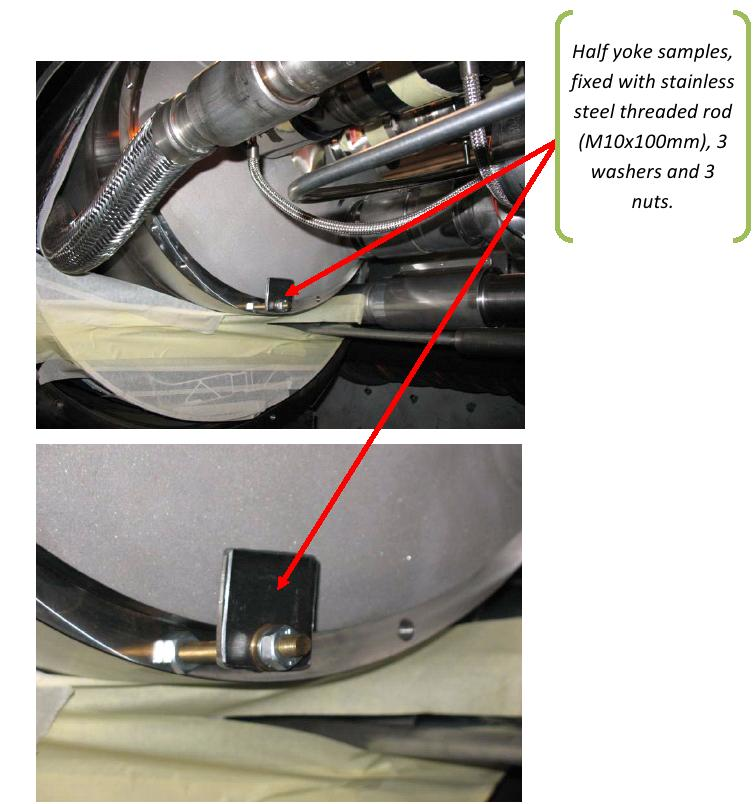 Half yoke samples,
fixed with stainless
steel threaded rod
(M10x100mm), 3
washers and 3
nuts.